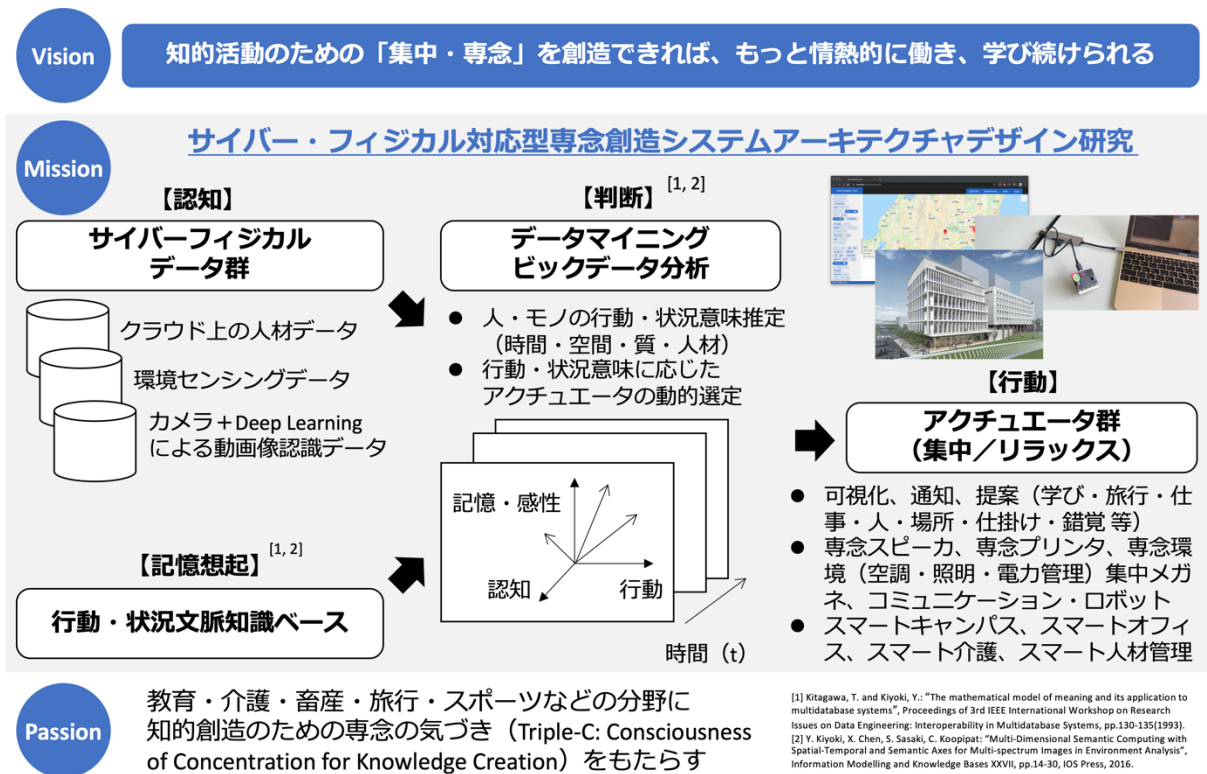 Vision
知的活動のための「集中・専念」を創造できれば、もっと情熱的に働き、学び続けられる
Mission
サイバー・フィジカル対応型専念創造システムアーキテクチャデザイン研究
【認知】
サイバーフィジカル
データ群
クラウド上の人材データ
環境センシングデータ
カメラ＋Deep Learning
による動画像認識データ
【記憶想起】[1, 2]
行動・状況文脈知識ベース
【判断】[1, 2]
データマイニング
ビックデータ分析
● 人・モノの行動・状況意味推定
（時間・空間・質・人材）
● 行動・状況意味に応じた
アクチュエータの動的選定
記憶・感性
認知
行動
時間（t）
【行動】
アクチュエータ群
（集中／リラックス）
● 可視化、通知、提案（学び・旅行・仕
事・人・場所・仕掛け・錯覚 等）
● 専念スピーカ、専念プリンタ、専念環
境（空調・照明・電力管理）集中メガ
ネ、コミュニケーション・ロボット
● スマートキャンパス、スマートオフィ
ス、スマート介護、スマート人材管理
Passion
教育・介護・畜産・旅行・スポーツなどの分野に
知的創造のための専念の気づき（Triple-C: Consciousness
of Concentration for Knowledge Creation）をもたらす
[1] Kitagawa, T. and Kiyoki, Y.: "The mathematical model of meaning and its application to
multidatabase systems", Proceedings of 3rd IEEE International Workshop on Research
Issues on Data Engineering: Interoperability in Multidatabase Systems, pp.130-135(1993).
[2] Y. Kiyoki, X. Chen, S. Sasaki, C. Koopipat: "Multi-Dimensional Semantic Computing with
Spatial-Temporal and Semantic Axes for Multi-spectrum Images in Environment Analysis",
Information Modelling and Knowledge Bases XXVII, pp.14-30, IOS Press, 2016.